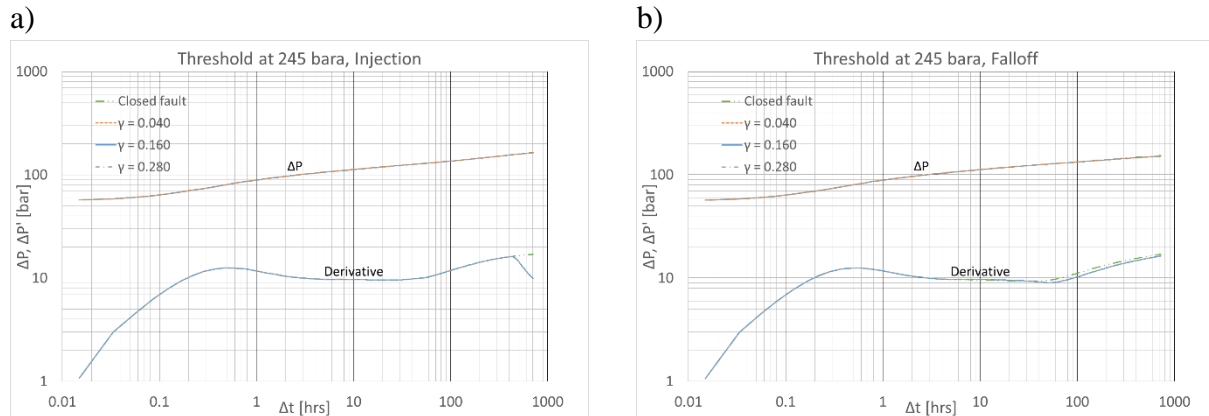 a)
Threshold at 245 bara, Injection
ΔP, ΔP' [bar]
1000
100
10
1
Closed fault
γ = 0.040
γ = 0.160
γ = 0.280
ΔP
Derivative
0.01 0.1 1 10 100 1000
Δt [hrs]
b)
Threshold at 245 bara, Falloff
ΔP, ΔP' [bar]
1000
100
10
1
Closed fault
γ = 0.040
γ = 0.160
γ = 0.280
ΔP
Derivative
0.01 0.1 1 10 100 1000
Δt [hrs]